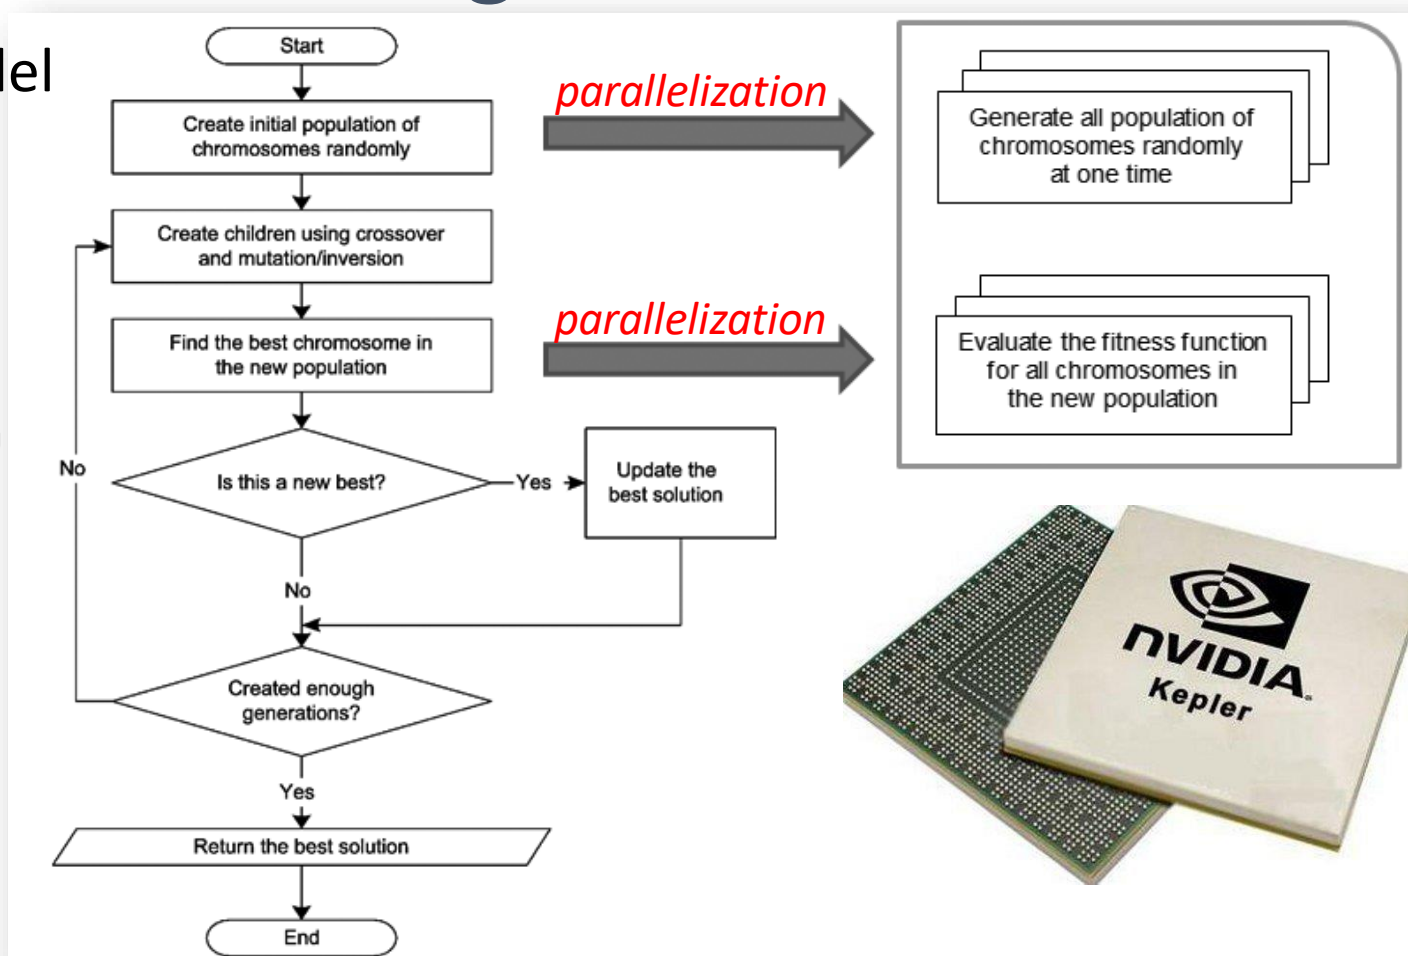 del
Start
Create initial population of
chromosomes randomly
Create children using crossover
and mutation/inversion
Find the best chromosome in
the new population
Is this a new best?
Yes
Update the
best solution
No
No
Created enough
generations?
Yes
Return the best solution
End
parallelization
Generate all population of
chromosomes randomly
at one time
parallelization
Evaluate the fitness function
for all chromosomes in
the new population
NVIDIA
Kepler